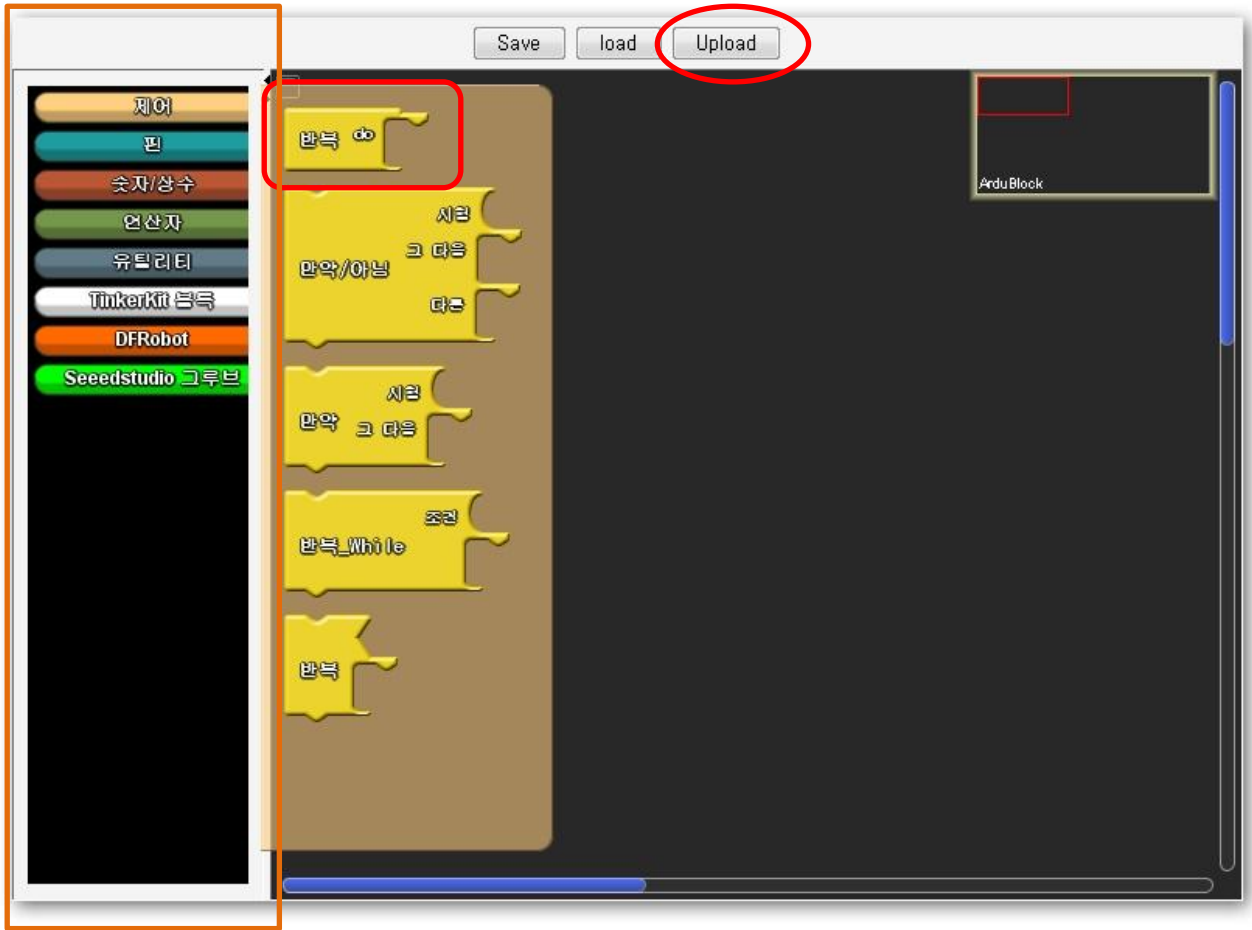 Save load Upload
제어
핀
숫자/상수
연산자
유틸리티
TinkerKit 블록
DFRobot
Seeedstudio 그루브
반복 do
시험
그 다음
만약/아님
다른
시험
만약 그 다음
조건
반복_While
반복
ArduBlock